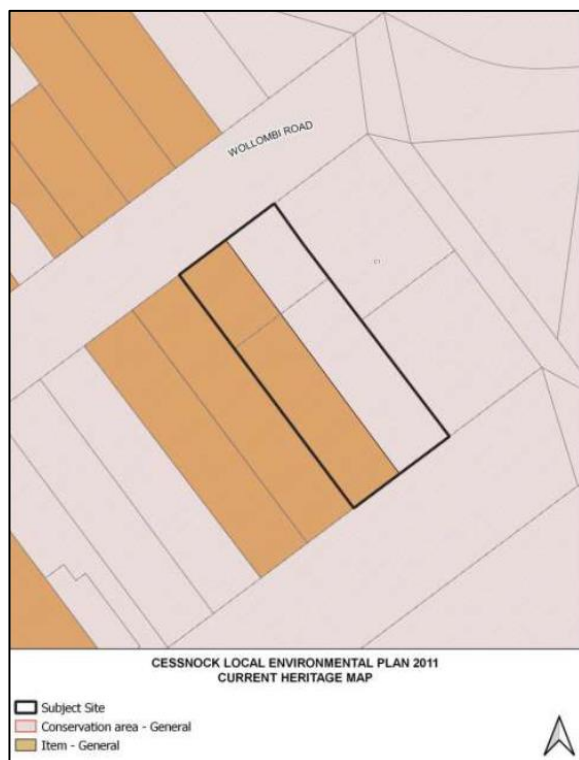 WOLLOMBI ROAD
CESSNOCK LOCAL ENVIRONMENTAL PLAN 2011
CURRENT HERITAGE MAP
Subject Site
Conservation area - General
Item - General